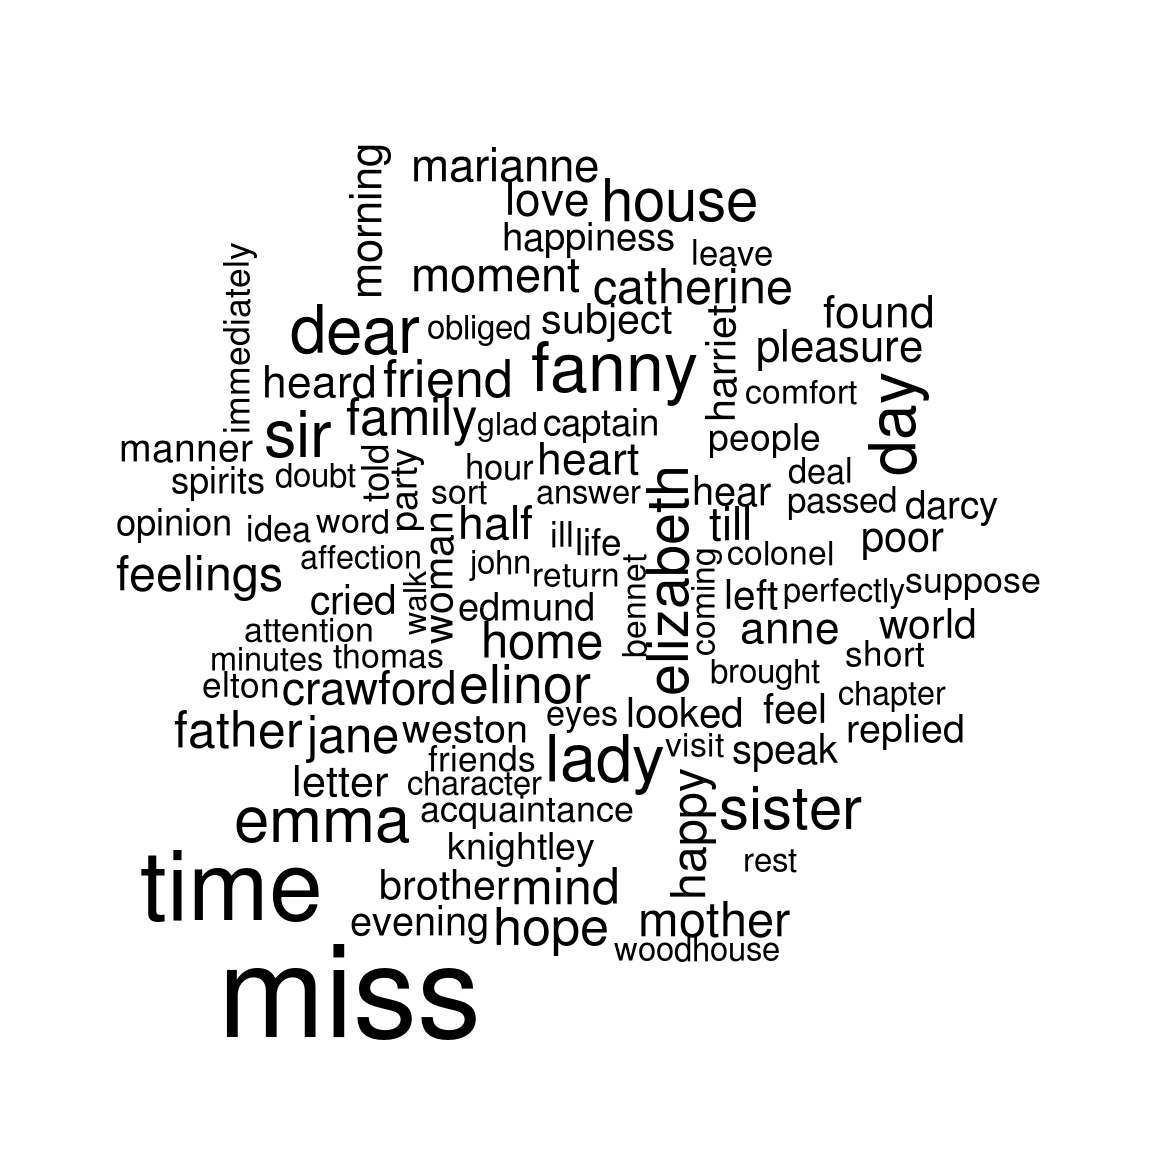 morning
marianne
love
house
happiness
leave
immediately
moment
catherine
dear
obliged
subject
harriet
found
pleasure
heard
friend
fanny
comfort
day
sir
family
glad
captain
people
manner
told
party
hour
heart
deal
spirits
doubt
sort
answer
elizabeth
hear
passed
darcy
opinion
idea
word
half
ill
life
till
poor
woman
affection
john
return
bennet
coming
colonel
feelings
walk
cried
edmund
left
perfectly
suppose
attention
home
anne
world
minutes
thomas
brought
short
elton
crawford
elinor
chapter
father
jane
weston
eyes
looked
feel
replied
friends
lady
visit
speak
letter
character
happy
emma
acquaintance
sister
knightley
rest
time
brother
mind
evening
hope
mother
woodhouse
miss